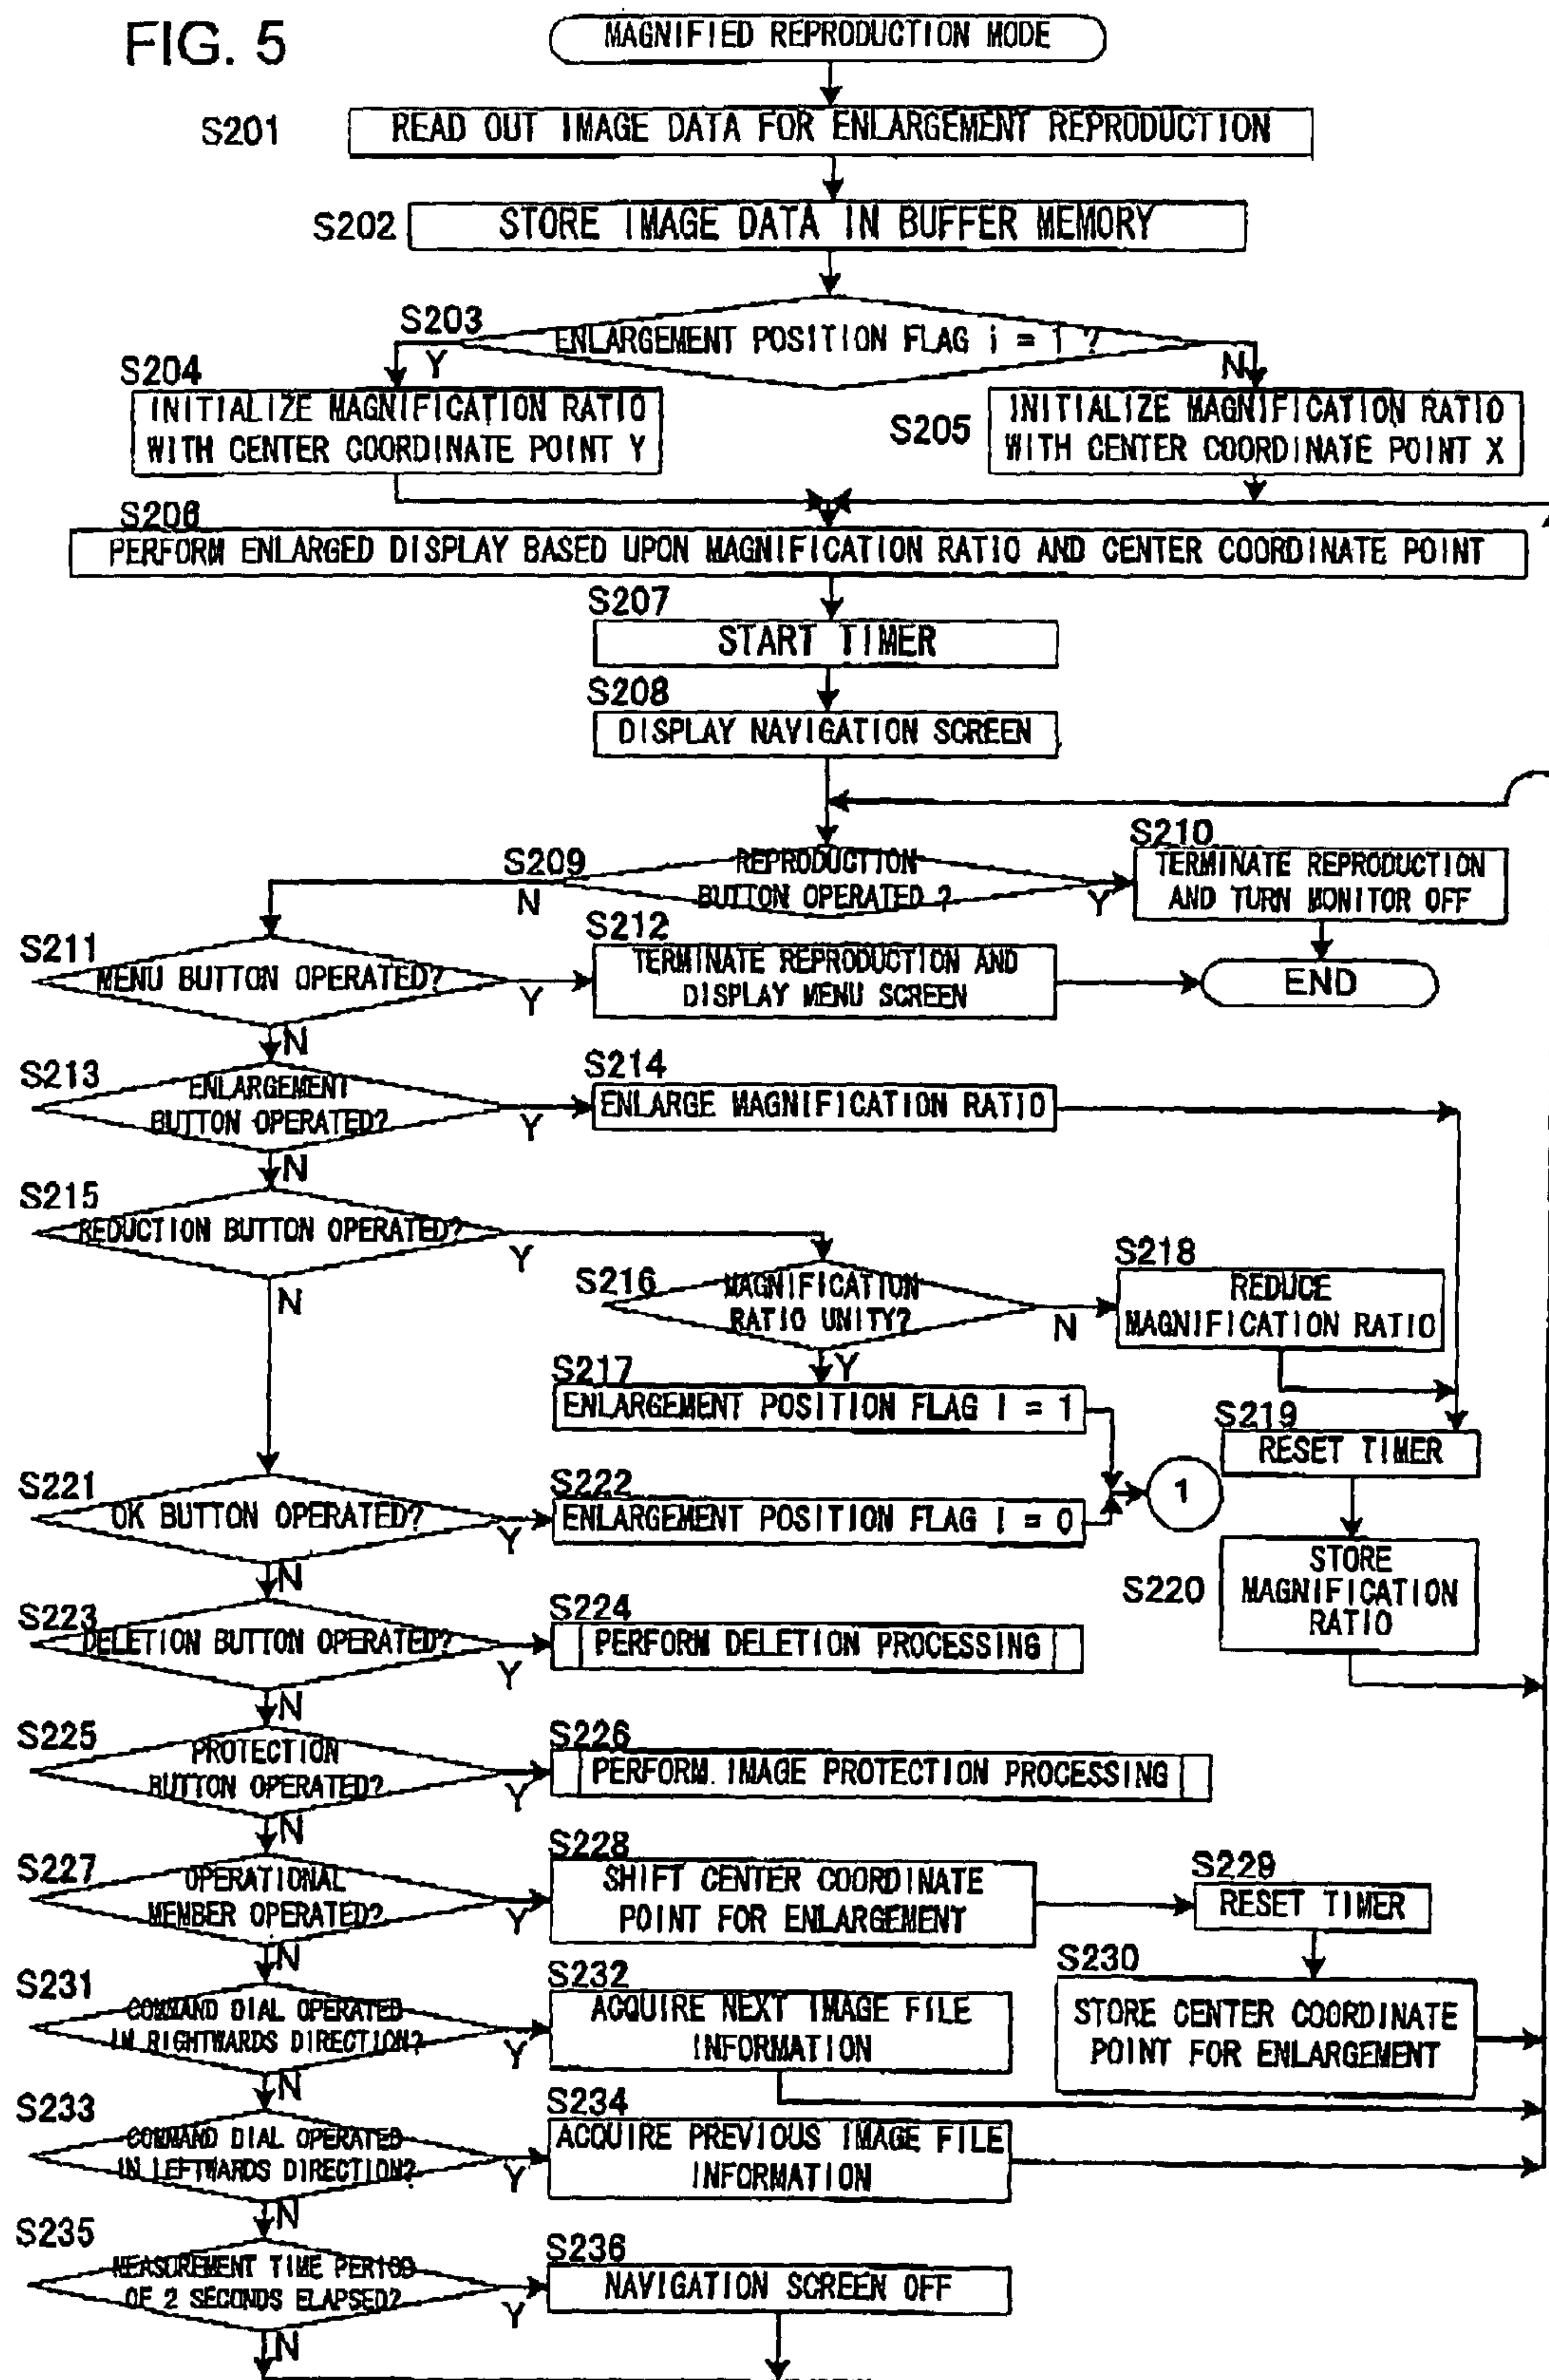 FIG. 5
MAGNIFIED REPRODUCTION MODE
S201
READ OUT IMAGE DATA FOR ENLARGEMENT REPRODUCTION
S202
STORE IMAGE DATA IN BUFFER MEMORY
S203
ENLARGEMENT POSITION FLAG i = 1 ?
Y
N
S204
INITIALIZE MAGNIFICATION RATIO
WITH CENTER COORDINATE POINT Y
S205
INITIALIZE MAGNIFICATION RATIO
WITH CENTER COORDINATE POINT X
S206
PERFORM ENLARGED DISPLAY BASED UPON MAGNIFICATION RATIO AND CENTER COORDINATE POINT
S207
START TIMER
S208
DISPLAY NAVIGATION SCREEN
S209
REPRODUCTION
BUTTON OPERATED ?
N
Y
S210
TERMINATE REPRODUCTION
AND TURN MONITOR OFF
S211
MENU BUTTON OPERATED?
Y
N
S212
TERMINATE REPRODUCTION AND
DISPLAY MENU SCREEN
END
S213
ENLARGEMENT
BUTTON OPERATED?
Y
N
S214
ENLARGE MAGNIFICATION RATIO
S215
REDUCTION BUTTON OPERATED?
Y
N
S216
MAGNIFICATION
RATIO UNITY?
N
Y
S218
REDUCE
MAGNIFICATION RATIO
S217
ENLARGEMENT POSITION FLAG I = 1
S219
RESET TIMER
1
S221
OK BUTTON OPERATED?
Y
N
S222
ENLARGEMENT POSITION FLAG I = 0
S220
STORE
MAGNIFICATION
RATIO
S223
DELETION BUTTON OPERATED?
Y
N
S224
PERFORM DELETION PROCESSING
S225
PROTECTION
BUTTON OPERATED?
Y
N
S226
PERFORM IMAGE PROTECTION PROCESSING
S227
OPERATIONAL
MEMBER OPERATED?
Y
N
S228
SHIFT CENTER COORDINATE
POINT FOR ENLARGEMENT
S229
RESET TIMER
S230
STORE CENTER COORDINATE
POINT FOR ENLARGEMENT
S231
COMMAND DIAL OPERATED
IN RIGHTWARDS DIRECTION?
Y
N
S232
ACQUIRE NEXT IMAGE FILE
INFORMATION
S233
COMMAND DIAL OPERATED
IN LEFTWARDS DIRECTION?
Y
N
S234
ACQUIRE PREVIOUS IMAGE FILE
INFORMATION
S235
MEASUREMENT TIME PERIOD
OF 2 SECONDS ELAPSED?
Y
N
S236
NAVIGATION SCREEN OFF